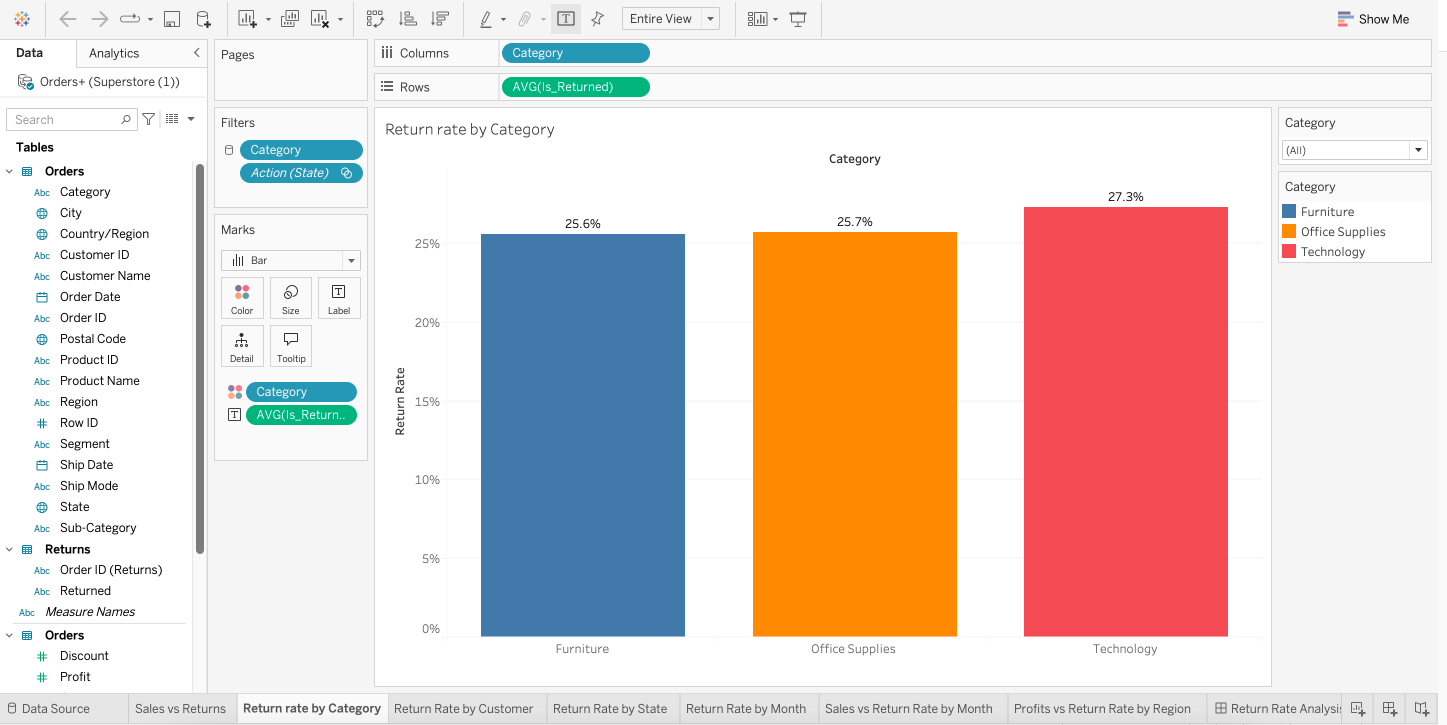 Entire View
Show Me
Data
Analytics
Orders+ (Superstore (1))
Search
Tables
Orders
Abc Category
City
Country/Region
Abc Customer ID
Abc Customer Name
Order Date
Abc Order ID
Postal Code
Abc Product ID
Abc Product Name
Abc Region
Row ID
Abc Segment
Ship Date
Abc Ship Mode
State
Abc Sub-Category
Returns
Abc Order ID (Returns)
Abc Returned
Abc Measure Names
Orders
Discount
Profit
Pages
Filters
Category
Action (State)
Marks
Bar
Color
Size
T
Label
Detail
Tooltip
Category
T AVG(Is_Return..
Columns
Category
Rows
AVG(Is_Returned)
Return rate by Category
Category
25.6%
25.7%
27.3%
25%
20%
15%
10%
5%
0%
Return Rate
Furniture
Office Supplies
Technology
Category
(All)
Category
Furniture
Office Supplies
Technology
Data Source
Sales vs Returns
Return rate by Category
Return Rate by Customer
Return Rate by State
Return Rate by Month
Sales vs Return Rate by Month
Profits vs Return Rate by Region
Return Rate Analysis